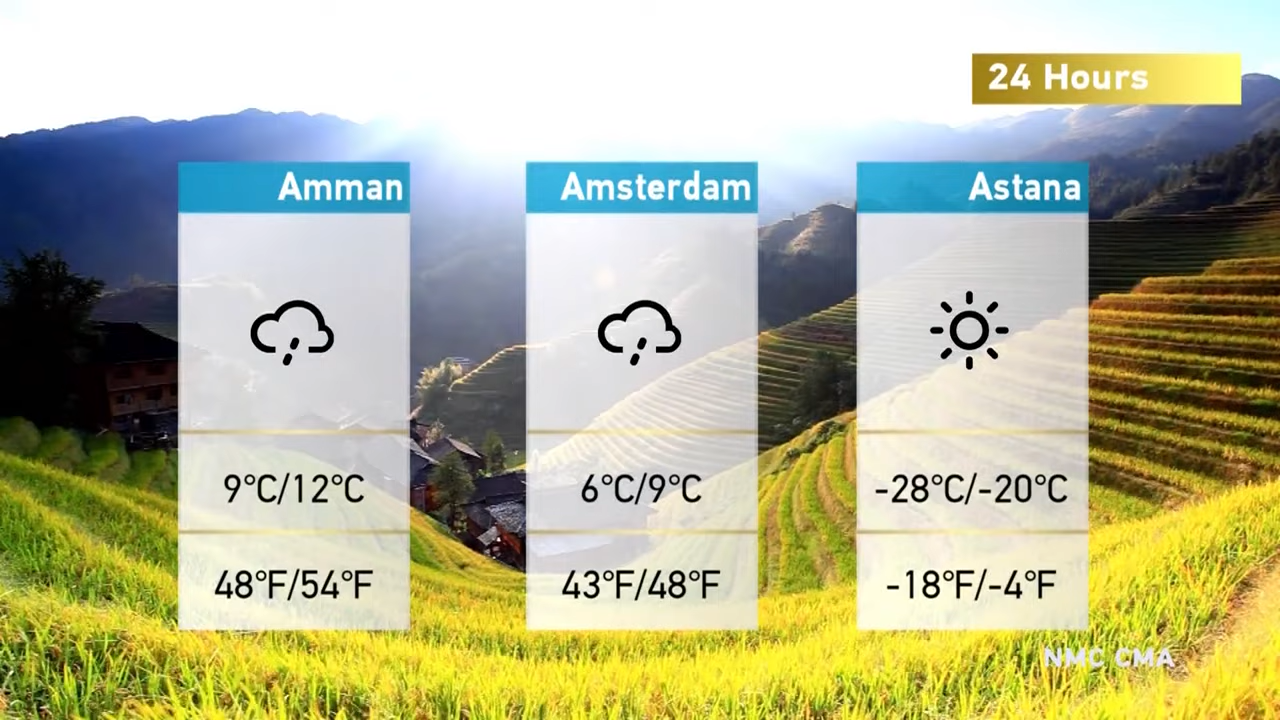 24 Hours
Amman
9°C/12°C
48°F/54°F
Amsterdam
6°C/9°C
43°F/48°F
Astana
-28°C/-20°C
-18°F/-4°F
NMC CMA